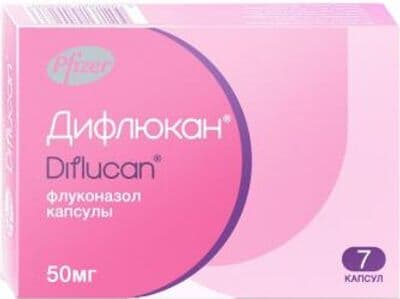 Pfizer
Дифлюкан®
Diflucan®
флуконазол
капсулы
50мг
7
КАПСУЛ